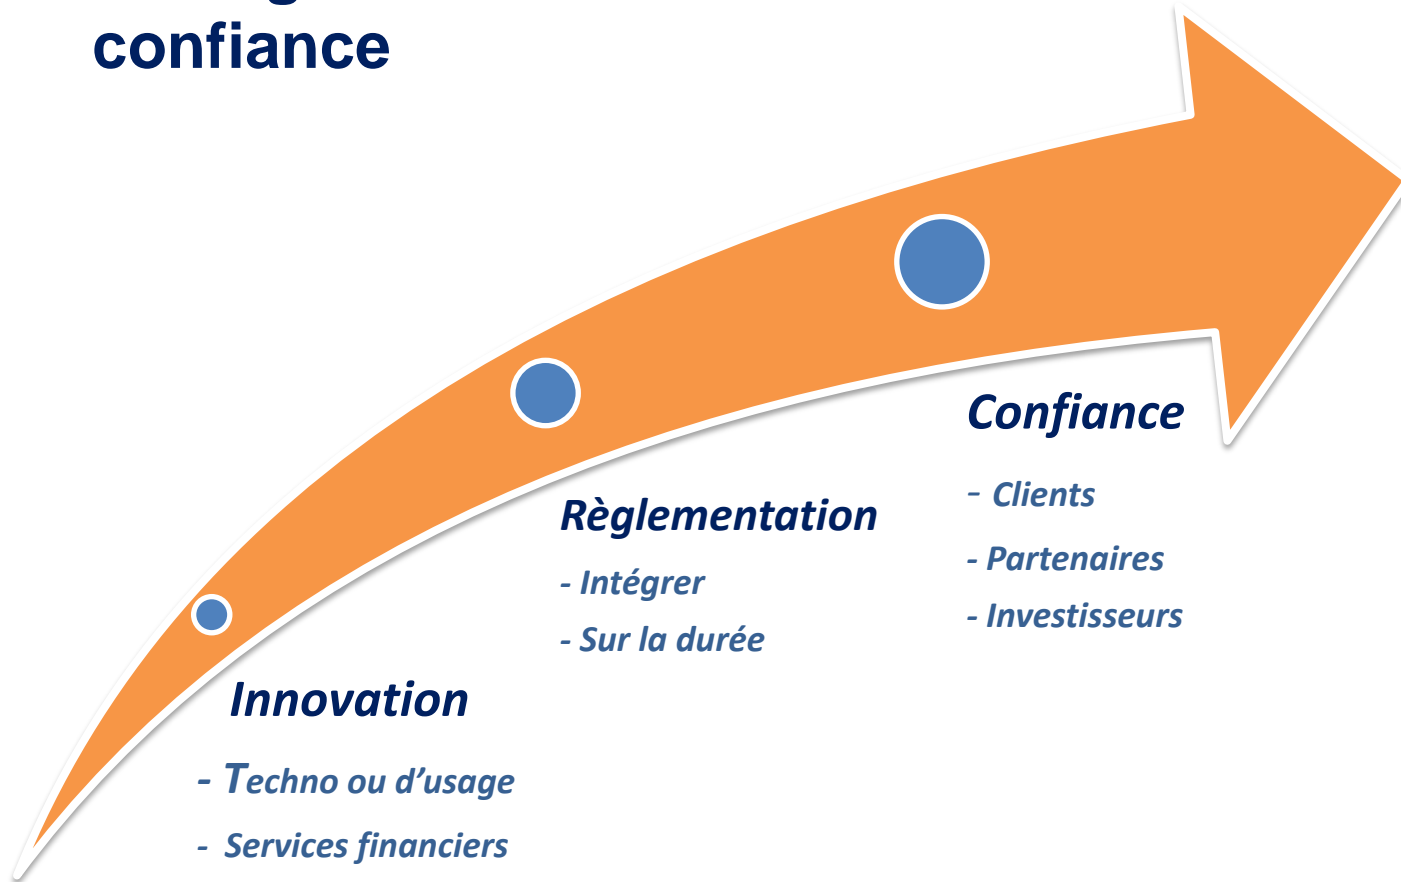 confiance
Confiance
- Clients
- Partenaires
- Investisseurs
Règlementation
- Intégrer
- Sur la durée
Innovation
- Techno ou d’usage
- Services financiers